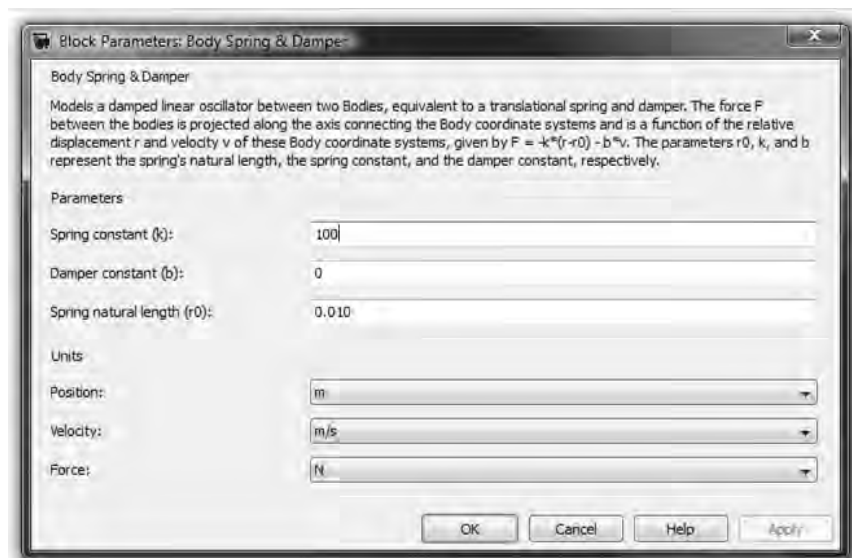 Block Parameters: Body Spring & Damper
X
Body Spring & Damper
Models a damped linear oscillator between two Bodies, equivalent to a translational spring and damper. The force F
between the bodies is projected along the axis connecting the Body coordinate systems and is a function of the relative
displacement r and velocity v of these Body coordinate systems, given by F = -k*(r-r0) - b*v. The parameters r0, k, and b
represent the spring's natural length, the spring constant, and the damper constant, respectively.
Parameters
Spring constant (k): 100
Damper constant (b): 0
Spring natural length (r0): 0.010
Units
Position: m
Velocity: m/s
Force: N
OK Cancel Help Apply